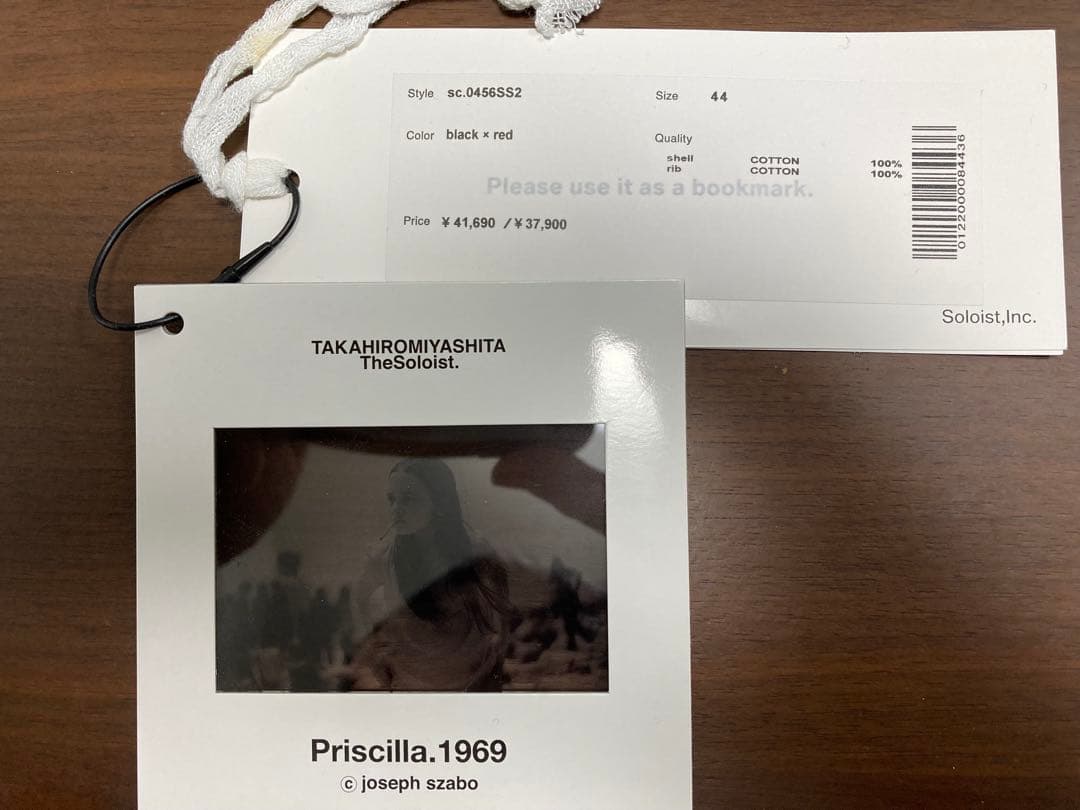 Style sc.0456SS2
Size 44
Color black × red
Quality
shell COTTON 100%
rib COTTON 100%
Please use it as a bookmark.
Price ¥ 41,690 / ¥ 37,900
0122000084436
Soloist,Inc.
TAKAHIROMIYASHITA
TheSoloist.
Priscilla.1969
© joseph szabo